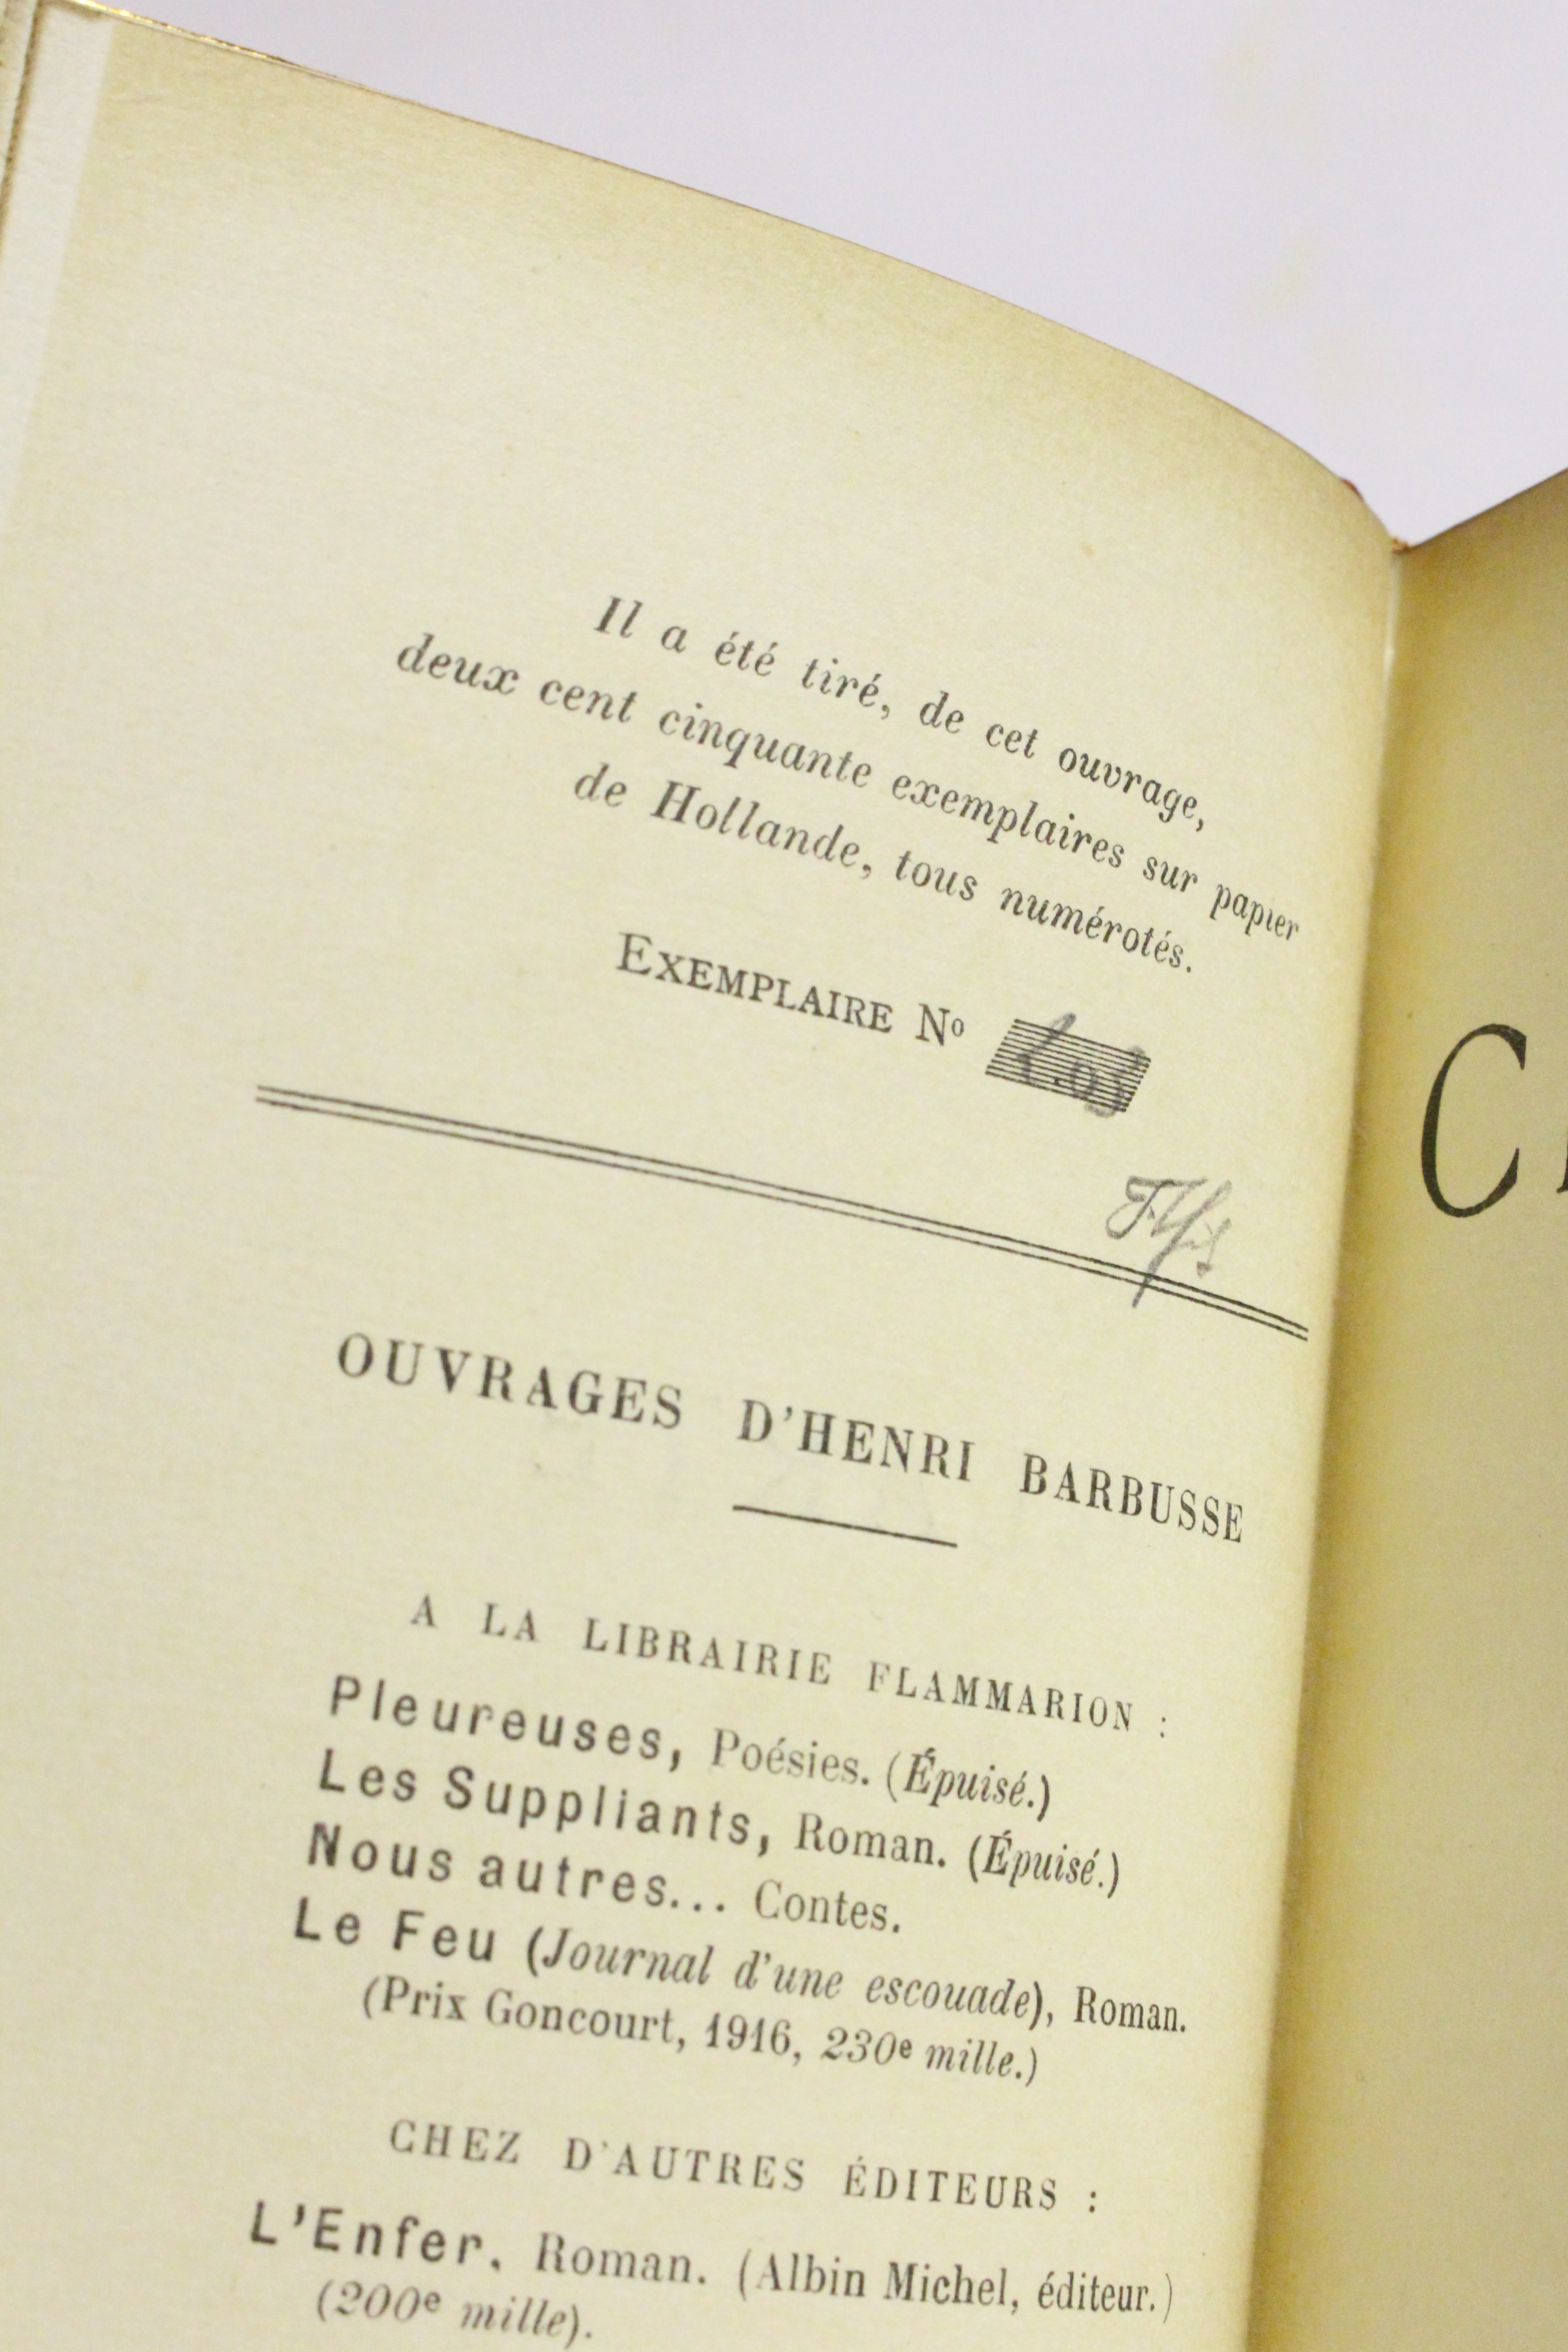 Il a été tiré, de cet ouvrage,
deux cent cinquante exemplaires sur papier
de Hollande, tous numérotés.
EXEMPLAIRE Nº
OUVRAGES D'HENRI BARBUSSE
A LA LIBRAIRIE FLAMMARION :
Pleureuses, Poésies. (Épuisé.)
Les Suppliants, Roman. (Épuisé.)
Nous autres... Contes.
Le Feu (Journal d'une escouade), Roman.
(Prix Goncourt, 1916, 230e mille.)
CHEZ D'AUTRES ÉDITEURS :
L'Enfer. Roman. (Albin Michel, éditeur.)
(200e mille).